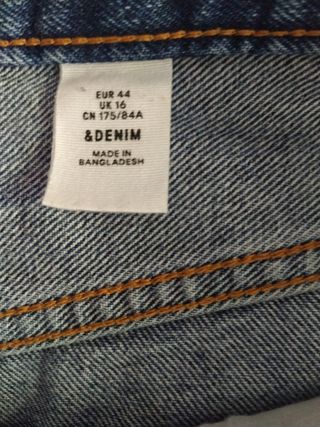 EUR 44
UK 16
CN 175/84A
&DENIM
MADE IN
BANGLADESH